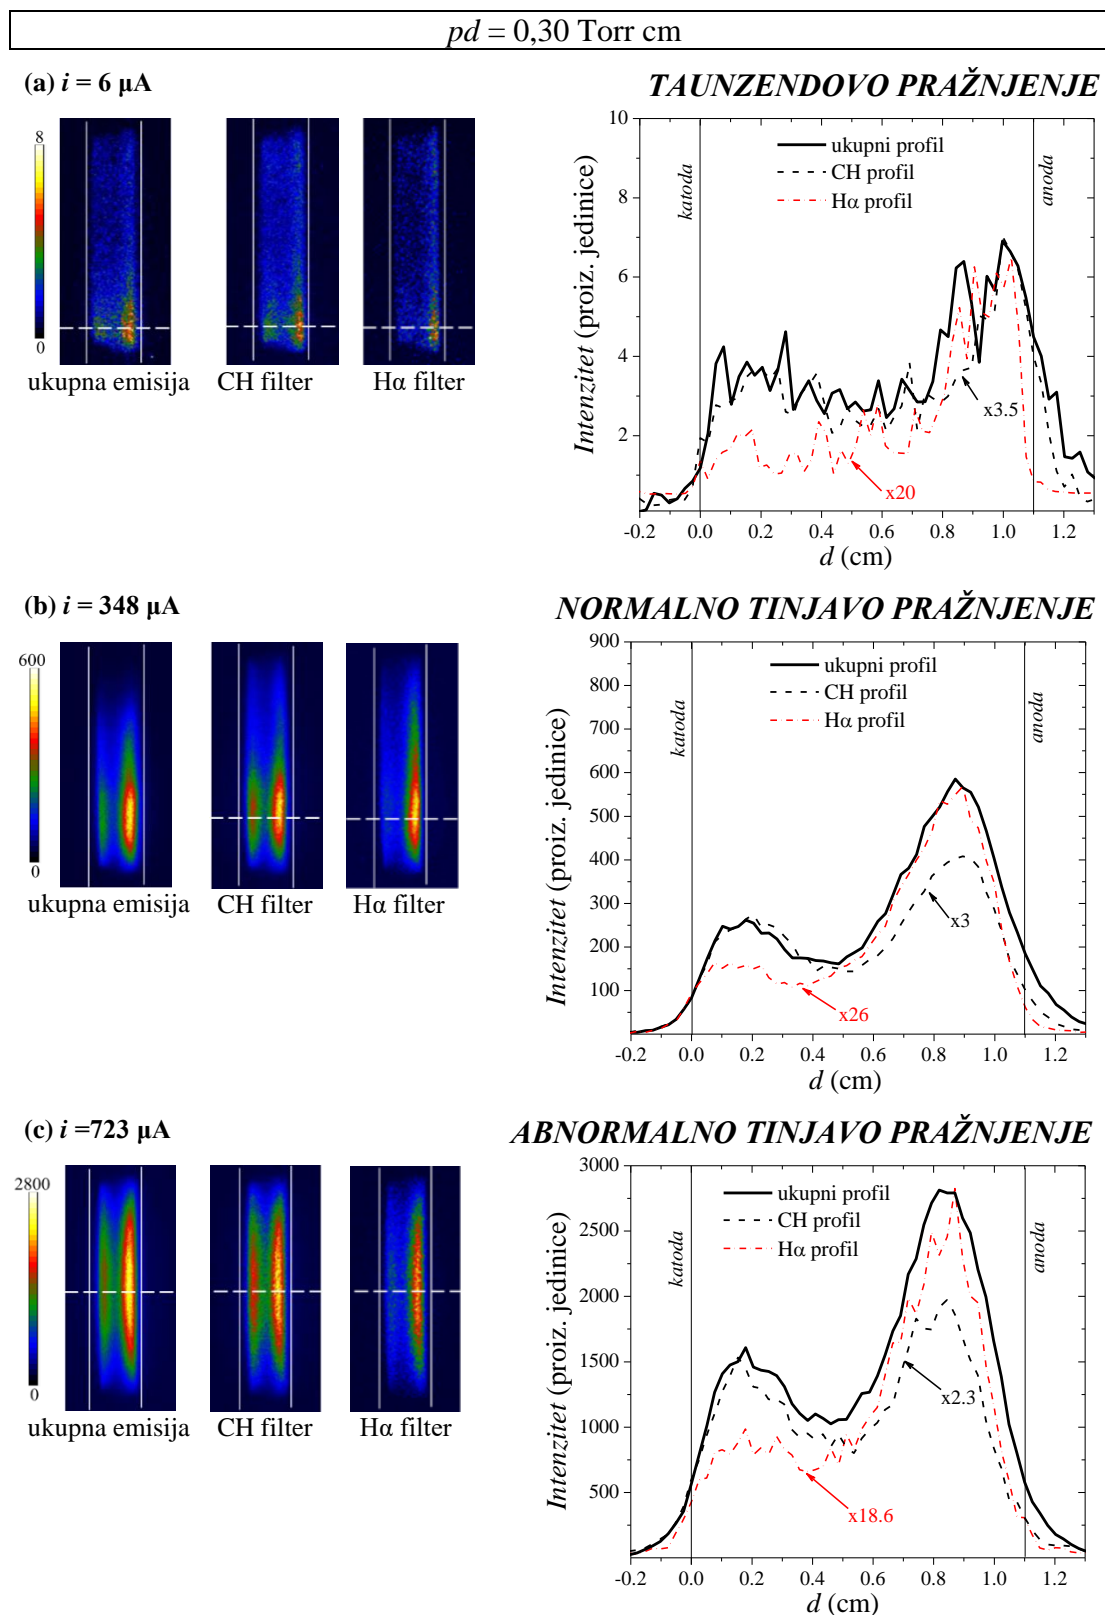 pd = 0,30 Torr cm
(a) i = 6 µA
TAUNZENDOVO PRAŽNJENJE
8
0
ukupna emisija
CH filter
Hα filter
10
8
6
4
2
Intenzitet (proiz. jedinice)
katoda
anoda
ukupni profil
CH profil
Hα profil
x3.5
x20
-0.2 0.0 0.2 0.4 0.6 0.8 1.0 1.2
d (cm)
(b) i = 348 µA
NORMALNO TINJAVO PRAŽNJENJE
600
0
ukupna emisija
CH filter
Hα filter
900
800
700
600
500
400
300
200
100
Intenzitet (proiz. jedinice)
katoda
anoda
ukupni profil
CH profil
Hα profil
x3
x26
-0.2 0.0 0.2 0.4 0.6 0.8 1.0 1.2
d (cm)
(c) i =723 µA
ABNORMALNO TINJAVO PRAŽNJENJE
2800
0
ukupna emisija
CH filter
Hα filter
3000
2500
2000
1500
1000
500
Intenzitet (proiz. jedinice)
katoda
anoda
ukupni profil
CH profil
Hα profil
x2.3
x18.6
-0.2 0.0 0.2 0.4 0.6 0.8 1.0 1.2
d (cm)